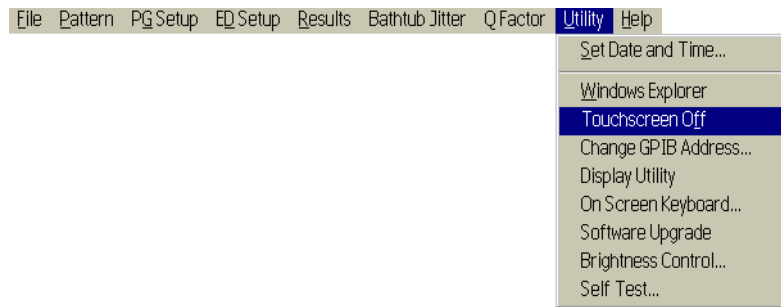 File Pattern PG Setup ED Setup Results Bathtub Jitter Q Factor Utility Help
Set Date and Time...
Windows Explorer
Touchscreen Off
Change GPIB Address...
Display Utility
On Screen Keyboard...
Software Upgrade
Brightness Control...
Self Test...